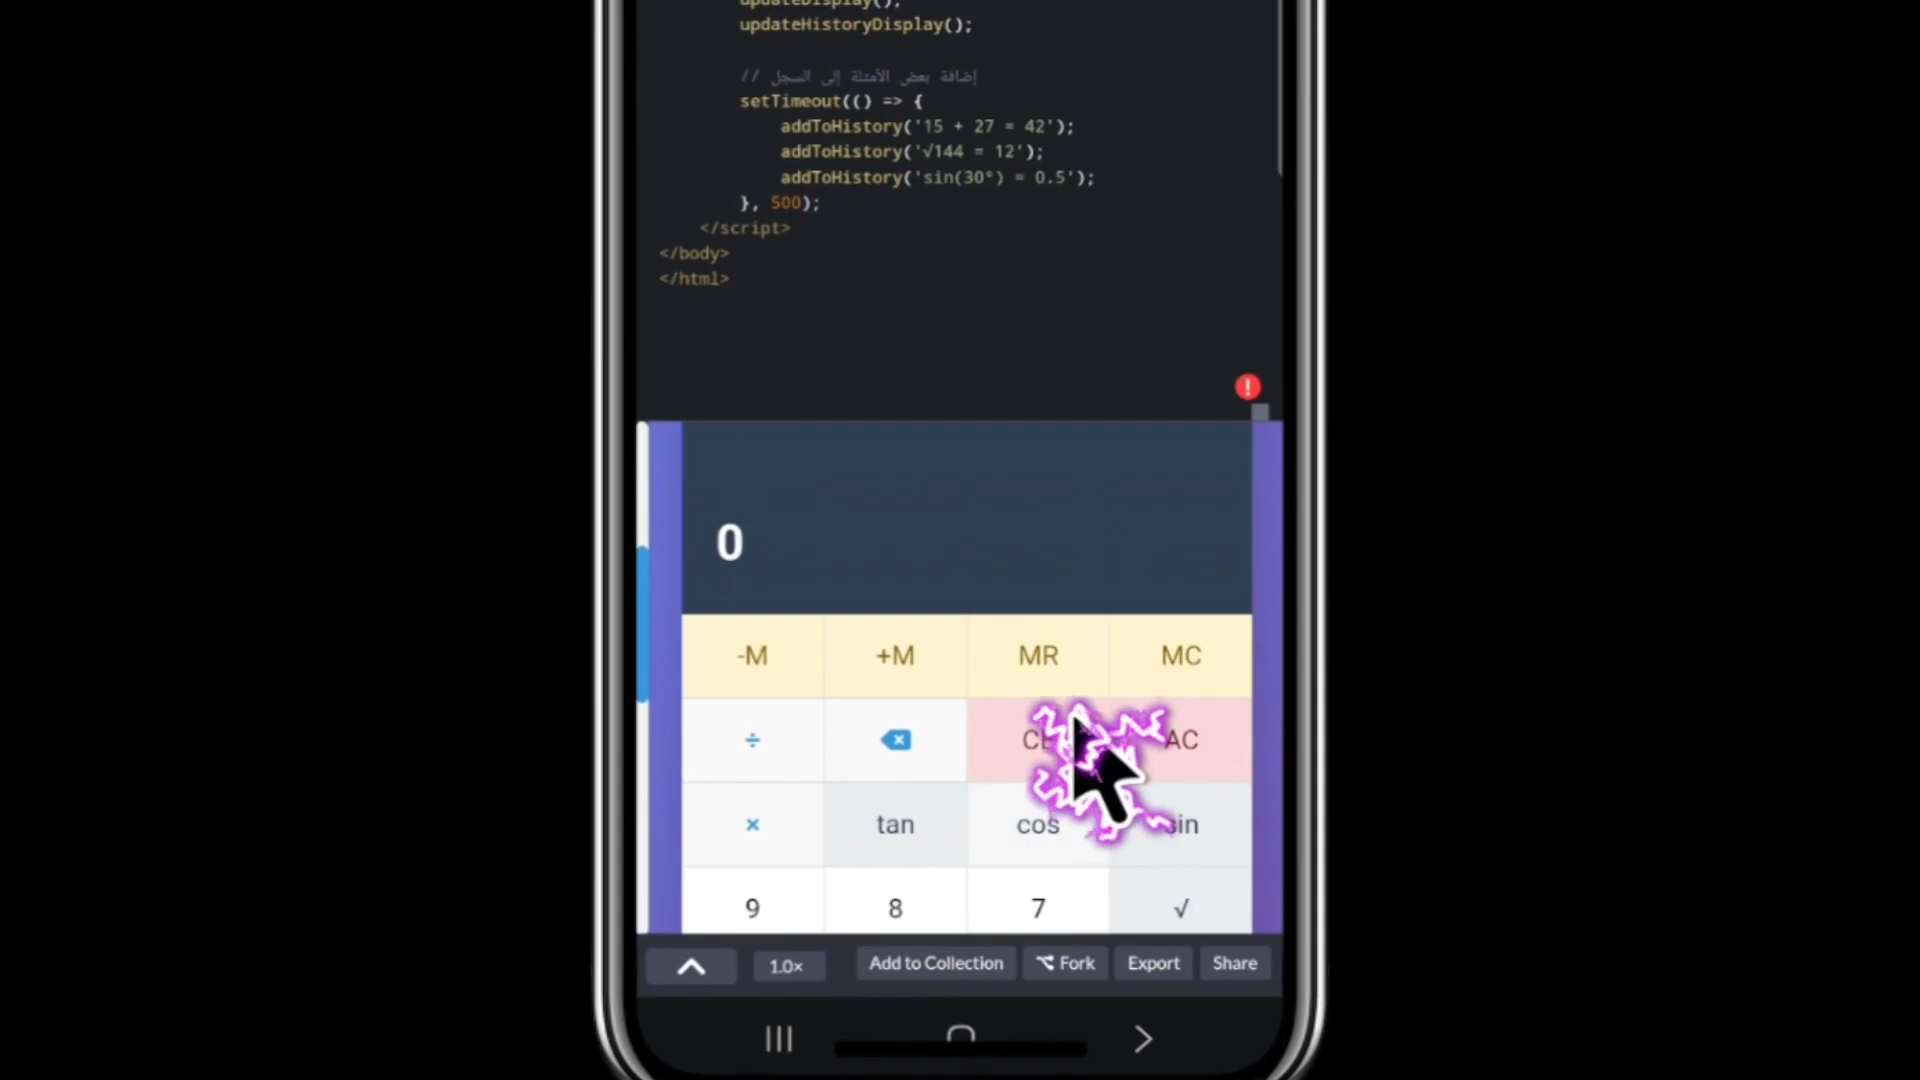 updateDisplay();
updateHistoryDisplay();
// إضافة بعض الأمثلة إلى السجل
setTimeout(() => {
addToHistory('15 + 27 = 42');
addToHistory('√144 = 12');
addToHistory('sin(30°) = 0.5');
}, 500);
</script>
</body>
</html>
0
-M +M MR MC
÷ AC
× tan cos sin
9 8 7 √
1.0× Add to Collection Fork Export Share